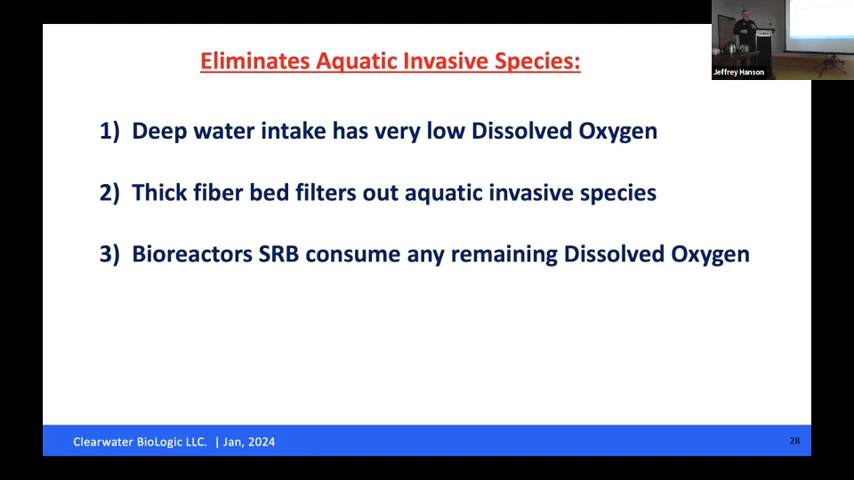 Eliminates Aquatic Invasive Species:
1) Deep water intake has very low Dissolved Oxygen
2) Thick fiber bed filters out aquatic invasive species
3) Bioreactors SRB consume any remaining Dissolved Oxygen
Clearwater BioLogic LLC. | Jan, 2024
28
Jeffrey Hanson